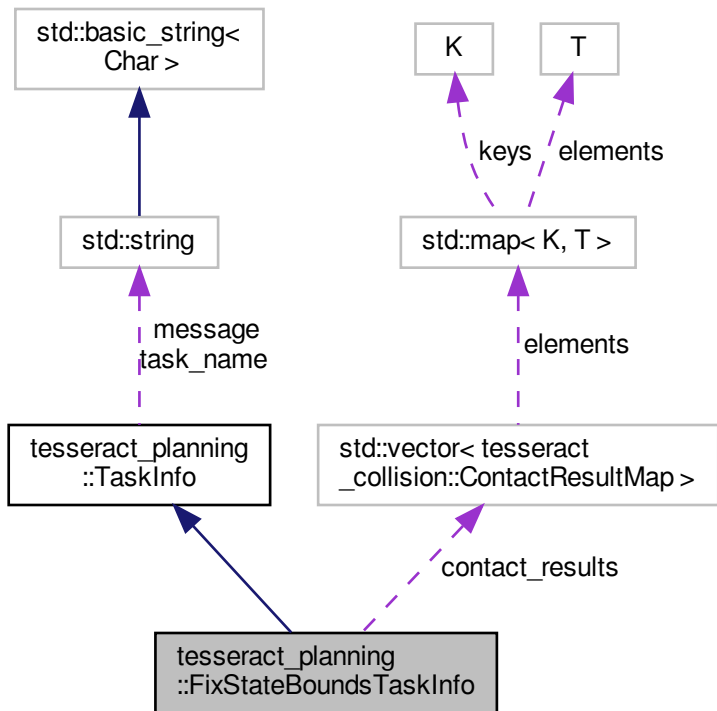 std::basic_string<
Char >
K
T
keys
elements
std::string
std::map< K, T >
message
task_name
elements
tesseract_planning
::TaskInfo
std::vector< tesseract
_collision::ContactResultMap >
contact_results
tesseract_planning
::FixStateBoundsTaskInfo